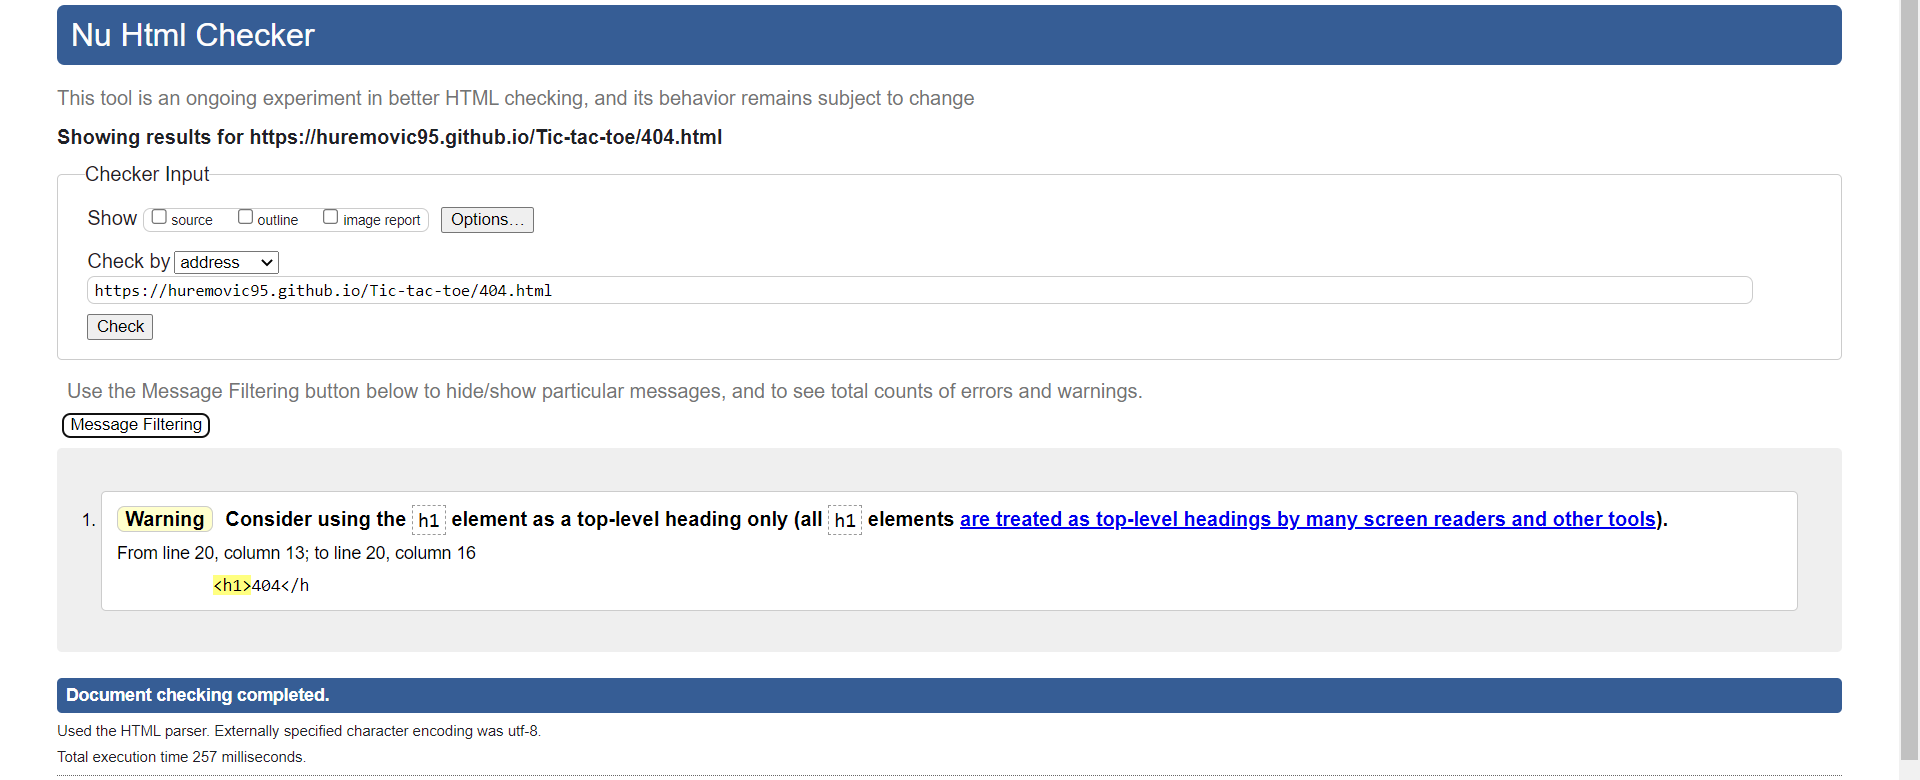 Nu Html Checker
This tool is an ongoing experiment in better HTML checking, and its behavior remains subject to change
Showing results for https://huremovic95.github.io/Tic-tac-toe/404.html
Checker Input
Show source outline image report Options...
Check by address
https://huremovic95.github.io/Tic-tac-toe/404.html
Check
Use the Message Filtering button below to hide/show particular messages, and to see total counts of errors and warnings.
Message Filtering
1. Warning Consider using the h1 element as a top-level heading only (all h1 elements are treated as top-level headings by many screen readers and other tools).
From line 20, column 13; to line 20, column 16
<h1>404</h
Document checking completed.
Used the HTML parser. Externally specified character encoding was utf-8.
Total execution time 257 milliseconds.